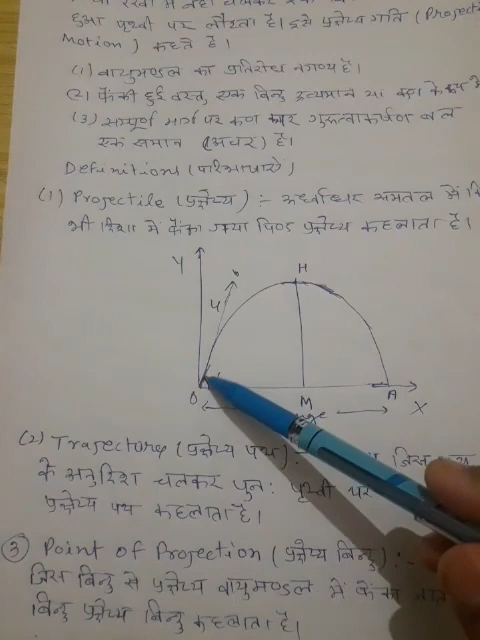 हुआ पृथ्वी पर लौटता है। इसे प्रक्षेप्य गति (Projecti
Motion) कहते हैं।
(1) वायुमण्डल का प्रतिरोध नगण्य है।
(2) फेंकी हुई वस्तु एक बिन्दु द्रव्यमान या कण के रूप में
(3) सम्पूर्ण मार्ग पर कण पर गुरुत्वाकर्षण बल
एक समान (अचर) है।
Definitions (परिभाषाएं)
(1) Projectile (प्रक्षेप्य) :- ऊर्ध्वाधर समतल में कि
भी दिशा में फेंका गया पिण्ड प्रक्षेप्य कहलाता है।
Y
H
u
O
M
A
X
(2) Trajectory (प्रक्षेप्य पथ) :- जिस पथ
के अनुदिश चलकर पुनः पृथ्वी पर
प्रक्षेप्य पथ कहलाता है।
(3) Point of Projection (प्रक्षेप्य बिन्दु) :-
जिस बिन्दु से प्रक्षेप्य वायुमण्डल में फेंका जाता
बिन्दु प्रक्षेप्य बिन्दु कहलाता है।